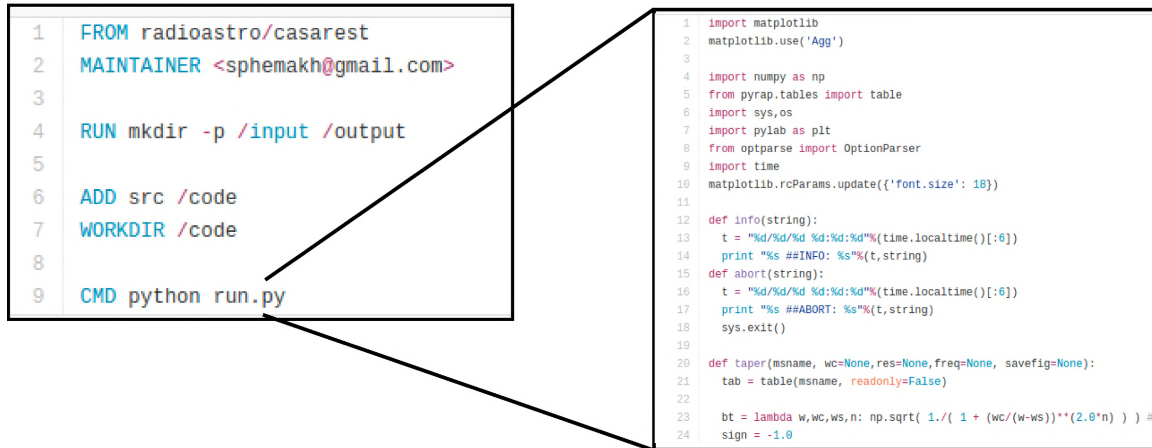 1 FROM radioastro/casarest
2 MAINTAINER <sphemakh@gmail.com>
3
4 RUN mkdir -p /input /output
5
6 ADD src /code
7 WORKDIR /code
8
9 CMD python run.py
1 import matplotlib
2 matplotlib.use('Agg')
3
4 import numpy as np
5 from pyrap.tables import table
6 import sys,os
7 import pylab as plt
8 from optparse import OptionParser
9 import time
10 matplotlib.rcParams.update({'font.size': 18})
11
12 def info(string):
13 t = "%d/%d/%d %d:%d:%d"%(time.localtime()[:6])
14 print "%s ##INFO: %s"%(t,string)
15 def abort(string):
16 t = "%d/%d/%d %d:%d:%d"%(time.localtime()[:6])
17 print "%s ##ABORT: %s"%(t,string)
18 sys.exit()
19
20 def taper(msname, wc=None,res=None,freq=None, savefig=None):
21 tab = table(msname, readonly=False)
22
23 bt = lambda w,wc,ws,n: np.sqrt( 1./( 1 + (wc/(w-ws))**(2.0*n) ) ) #
24 sign = -1.0